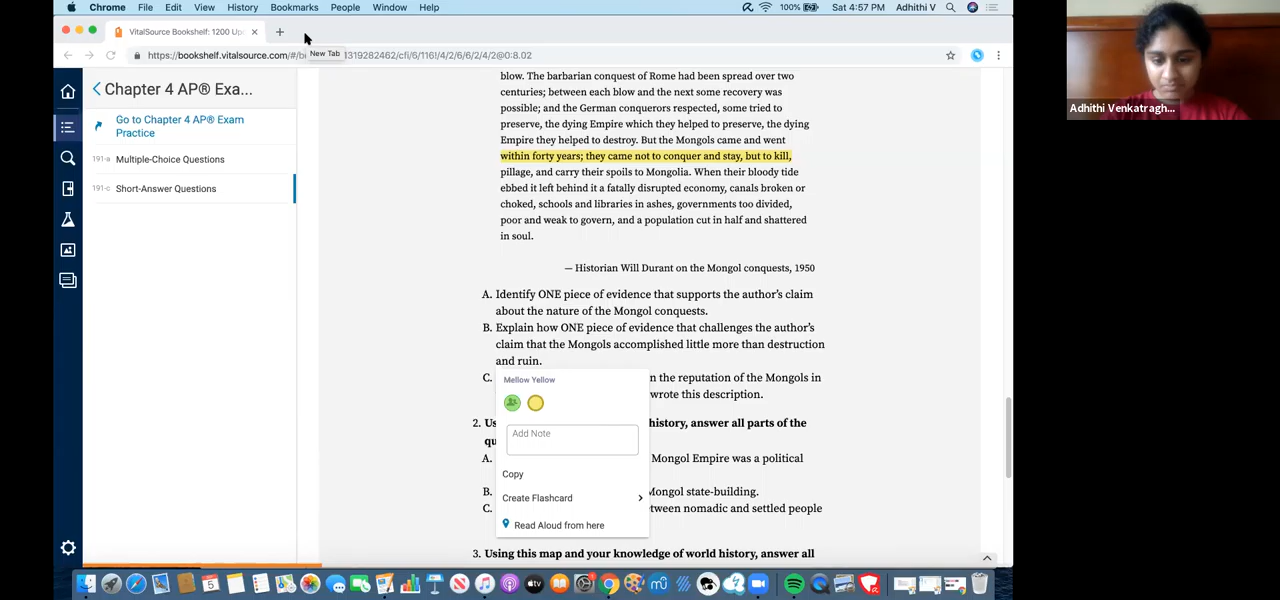 Chrome File Edit View History Bookmarks People Window Help 100% Sat 4:57 PM Adhithi V
VitalSource Bookshelf: 1200 Up
New Tab
https://bookshelf.vitalsource.com/#/b 1319282462/cfi/6/116!/4/2/6/6/2/4/2@0:8.02
Chapter 4 AP® Exa...
Go to Chapter 4 AP® Exam
Practice
191-a Multiple-Choice Questions
191-c Short-Answer Questions
blow. The barbarian conquest of Rome had been spread over two
centuries; between each blow and the next some recovery was
possible; and the German conquerors respected, some tried to
preserve, the dying Empire which they helped to preserve, the dying
Empire they helped to destroy. But the Mongols came and went
within forty years; they came not to conquer and stay, but to kill,
pillage, and carry their spoils to Mongolia. When their bloody tide
ebbed it left behind it a fatally disrupted economy, canals broken or
choked, schools and libraries in ashes, governments too divided,
poor and weak to govern, and a population cut in half and shattered
in soul.
— Historian Will Durant on the Mongol conquests, 1950
A. Identify ONE piece of evidence that supports the author's claim
about the nature of the Mongol conquests.
B. Explain how ONE piece of evidence that challenges the author's
claim that the Mongols accomplished little more than destruction
and ruin.
C. n the reputation of the Mongols in
wrote this description.
2. Us history, answer all parts of the
qu
A. Mongol Empire was a political
B. Mongol state-building.
C. tween nomadic and settled people
3. Using this map and your knowledge of world history, answer all
Mellow Yellow
Add Note
Copy
Create Flashcard
Read Aloud from here
5
Adhithi Venkatragh...